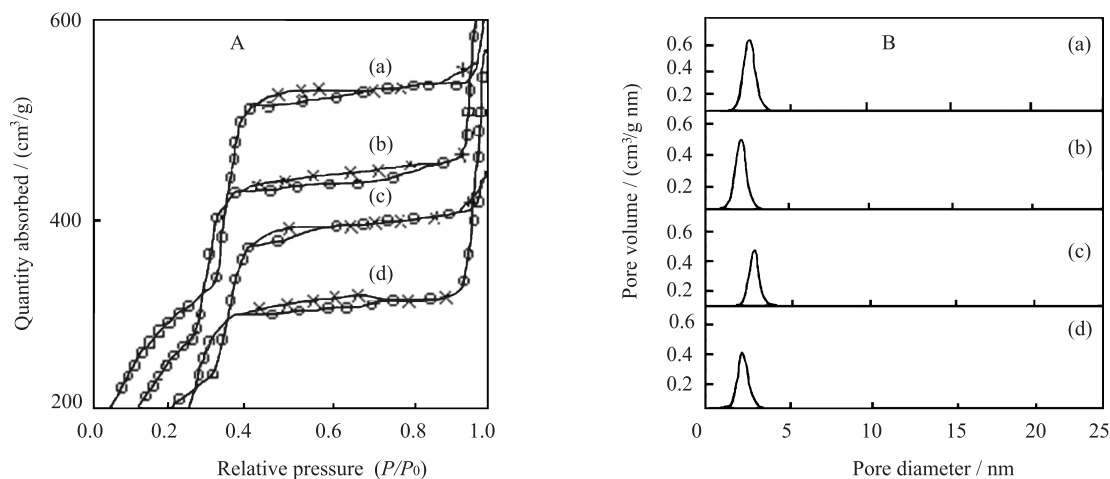 A
600
400
200
(a)
(b)
(c)
(d)
0.0 0.2 0.4 0.6 0.8 1.0
Relative pressure (P/P0)
Quantity absorbed / (cm³/g)
B
0.6
0.4
0.2
(a)
0.6
0.4
0.2
(b)
0.6
0.4
0.2
(c)
0.6
0.4
0.2
(d)
0 5 10 15 20 25
Pore diameter / nm
Pore volume / (cm³/g nm)